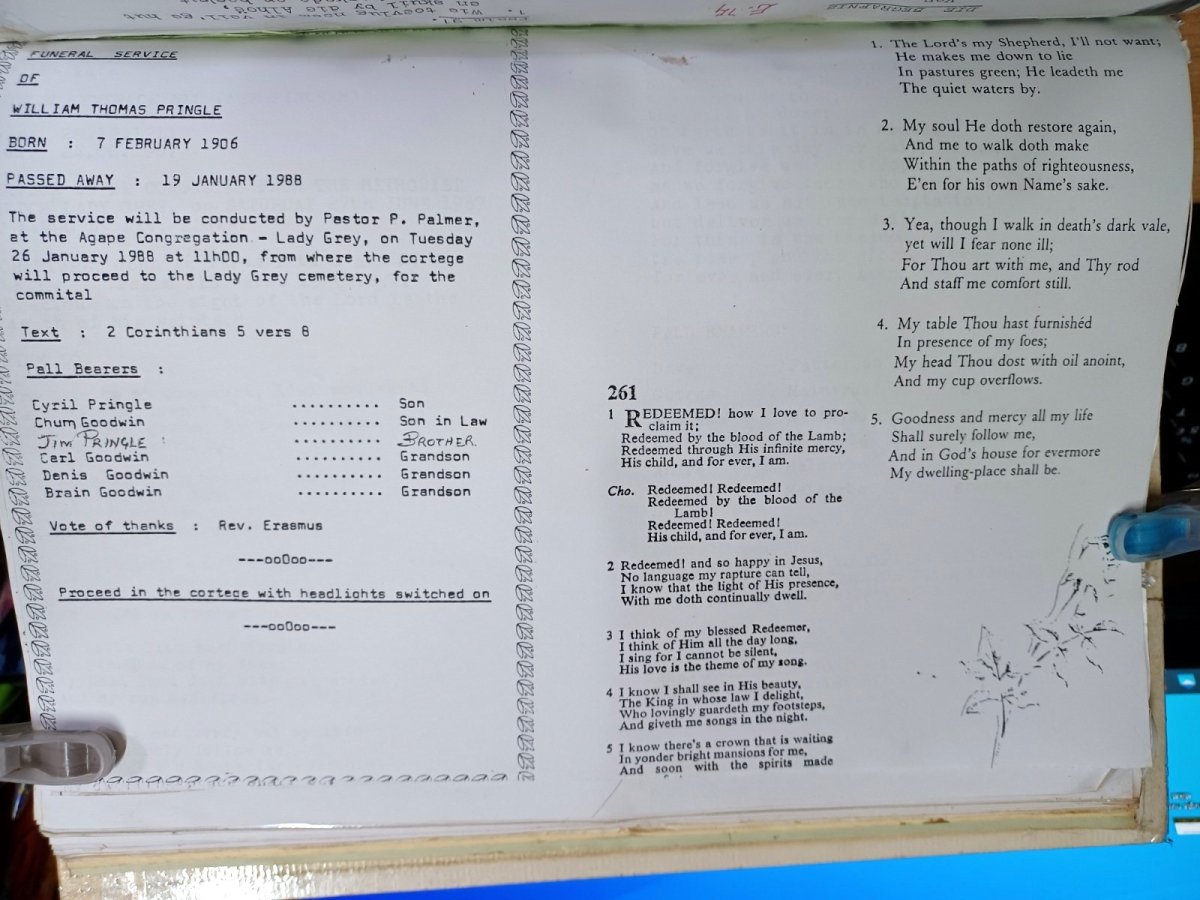 FUNERAL SERVICE
OF
WILLIAM THOMAS PRINGLE
BORN : 7 FEBRUARY 1906
PASSED AWAY : 19 JANUARY 1988
The service will be conducted by Pastor P. Palmer,
at the Agape Congregation - Lady Grey, on Tuesday
26 January 1988 at 11h00, from where the cortege
will proceed to the Lady Grey cemetery, for the
commital
Text : 2 Corinthians 5 vers 8
Pall Bearers :
Cyril Pringle .......... Son
Chum Goodwin .......... Son in Law
JIM PRINGLE : .......... BROTHER.
Carl Goodwin .......... Grandson
Denis Goodwin .......... Grandson
Brain Goodwin .......... Grandson
Vote of thanks : Rev. Erasmus
---ooOoo---
Proceed in the cortege with headlights switched on
---ooOoo---
261
1 REDEEMED! how I love to pro-
claim it;
Redeemed by the blood of the Lamb;
Redeemed through His infinite mercy,
His child, and for ever, I am.
Cho. Redeemed! Redeemed!
Redeemed by the blood of the
Lamb!
Redeemed! Redeemed!
His child, and for ever, I am.
2 Redeemed! and so happy in Jesus,
No language my rapture can tell,
I know that the light of His presence,
With me doth continually dwell.
3 I think of my blessed Redeemer,
I think of Him all the day long,
I sing for I cannot be silent,
His love is the theme of my song.
4 I know I shall see in His beauty,
The King in whose law I delight,
Who lovingly guardeth my footsteps,
And giveth me songs in the night.
5 I know there's a crown that is waiting
In yonder bright mansions for me,
And soon with the spirits made
1. The Lord's my Shepherd, I'll not want;
He makes me down to lie
In pastures green; He leadeth me
The quiet waters by.
2. My soul He doth restore again,
And me to walk doth make
Within the paths of righteousness,
E'en for his own Name's sake.
3. Yea, though I walk in death's dark vale,
yet will I fear none ill;
For Thou art with me, and Thy rod
And staff me comfort still.
4. My table Thou hast furnishéd
In presence of my foes;
My head Thou dost with oil anoint,
And my cup overflows.
5. Goodness and mercy all my life
Shall surely follow me,
And in God's house for evermore
My dwelling-place shall be.